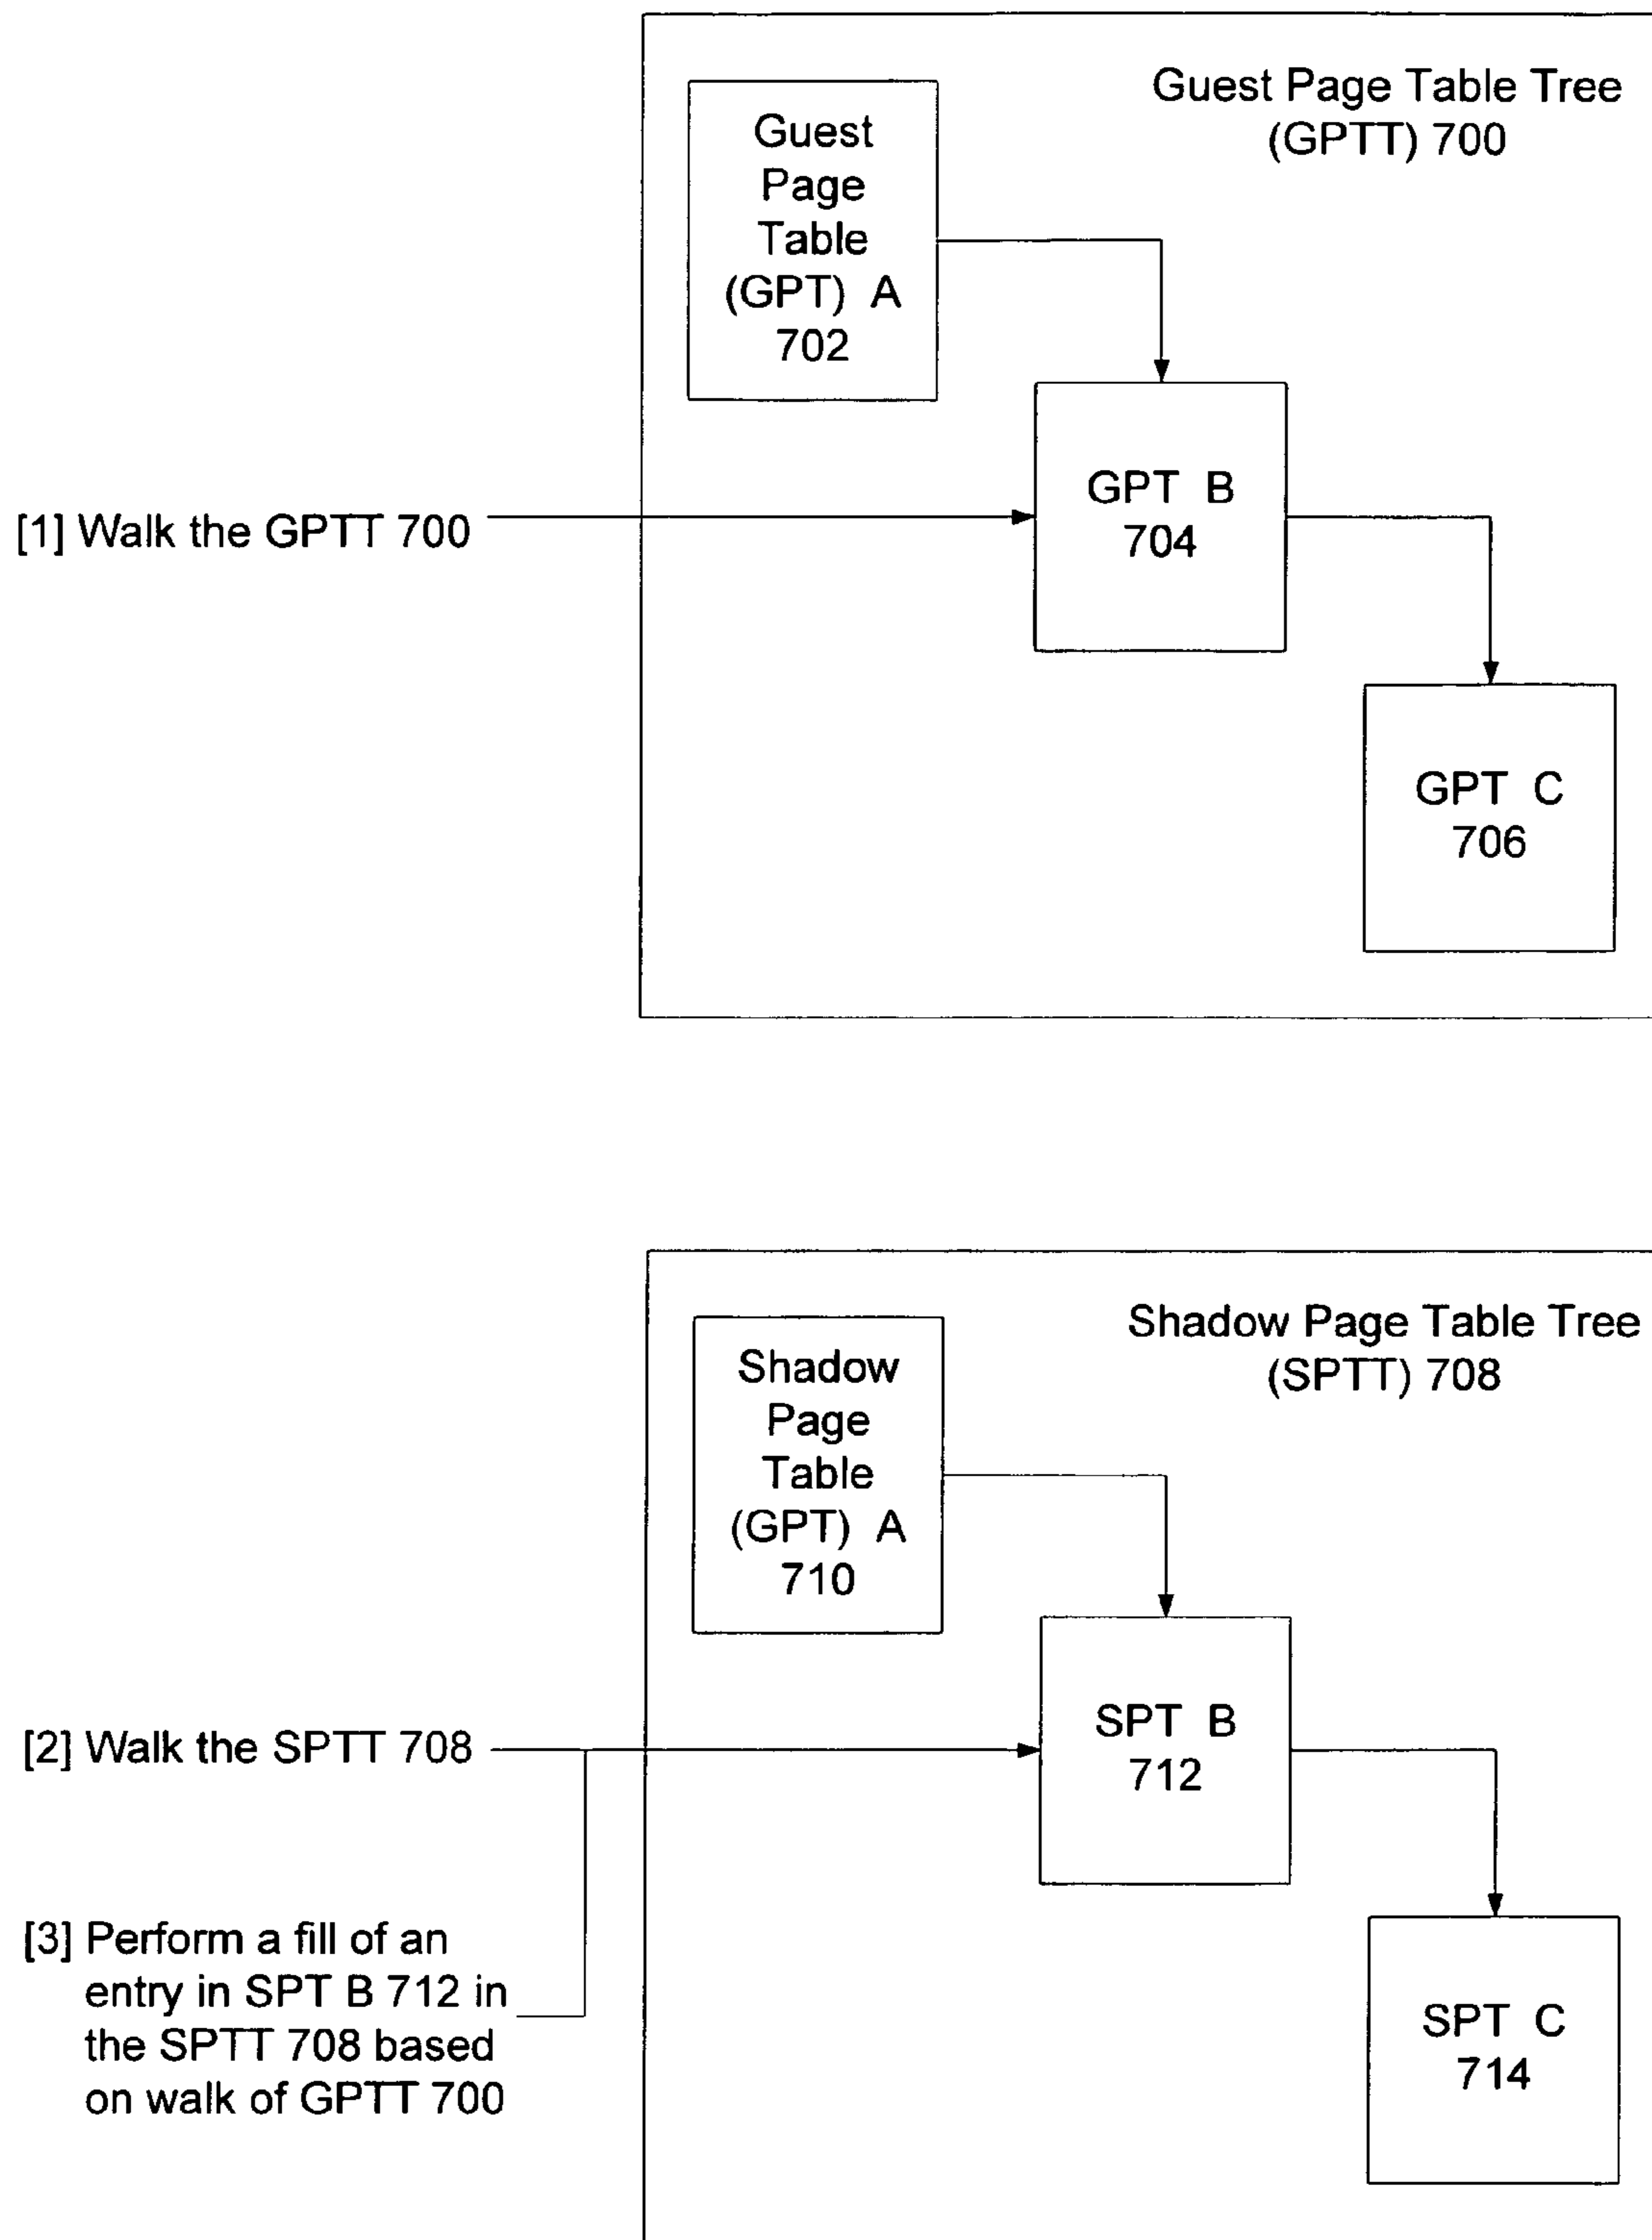 Guest Page Table Tree
(GPTT) 700
Guest
Page
Table
(GPT) A
702
GPT B
704
[1] Walk the GPTT 700
GPT C
706
Shadow Page Table Tree
(SPTT) 708
Shadow
Page
Table
(GPT) A
710
SPT B
712
[2] Walk the SPTT 708
[3] Perform a fill of an
entry in SPT B 712 in
the SPTT 708 based
on walk of GPTT 700
SPT C
714